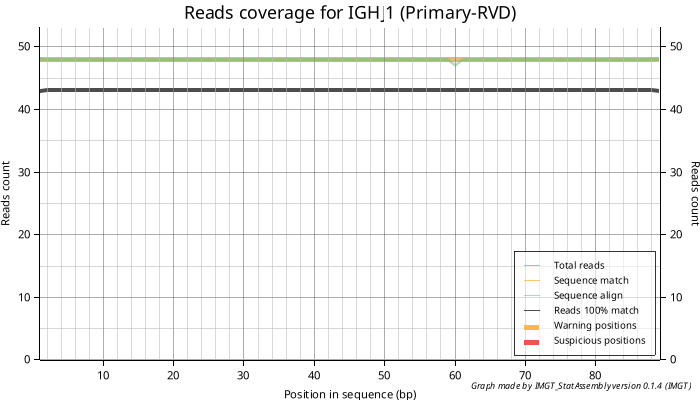 Reads coverage for IGHJ1 (Primary-RVD)
50
50
40
40
30
30
20
20
10
10
0
0
Reads count
Reads count
Total reads
Sequence match
Sequence align
Reads 100% match
Warning positions
Suspicious positions
10 20 30 40 50 60 70 80
Position in sequence (bp)
Graph made by IMGT_StatAssembly version 0.1.4 (IMGT)